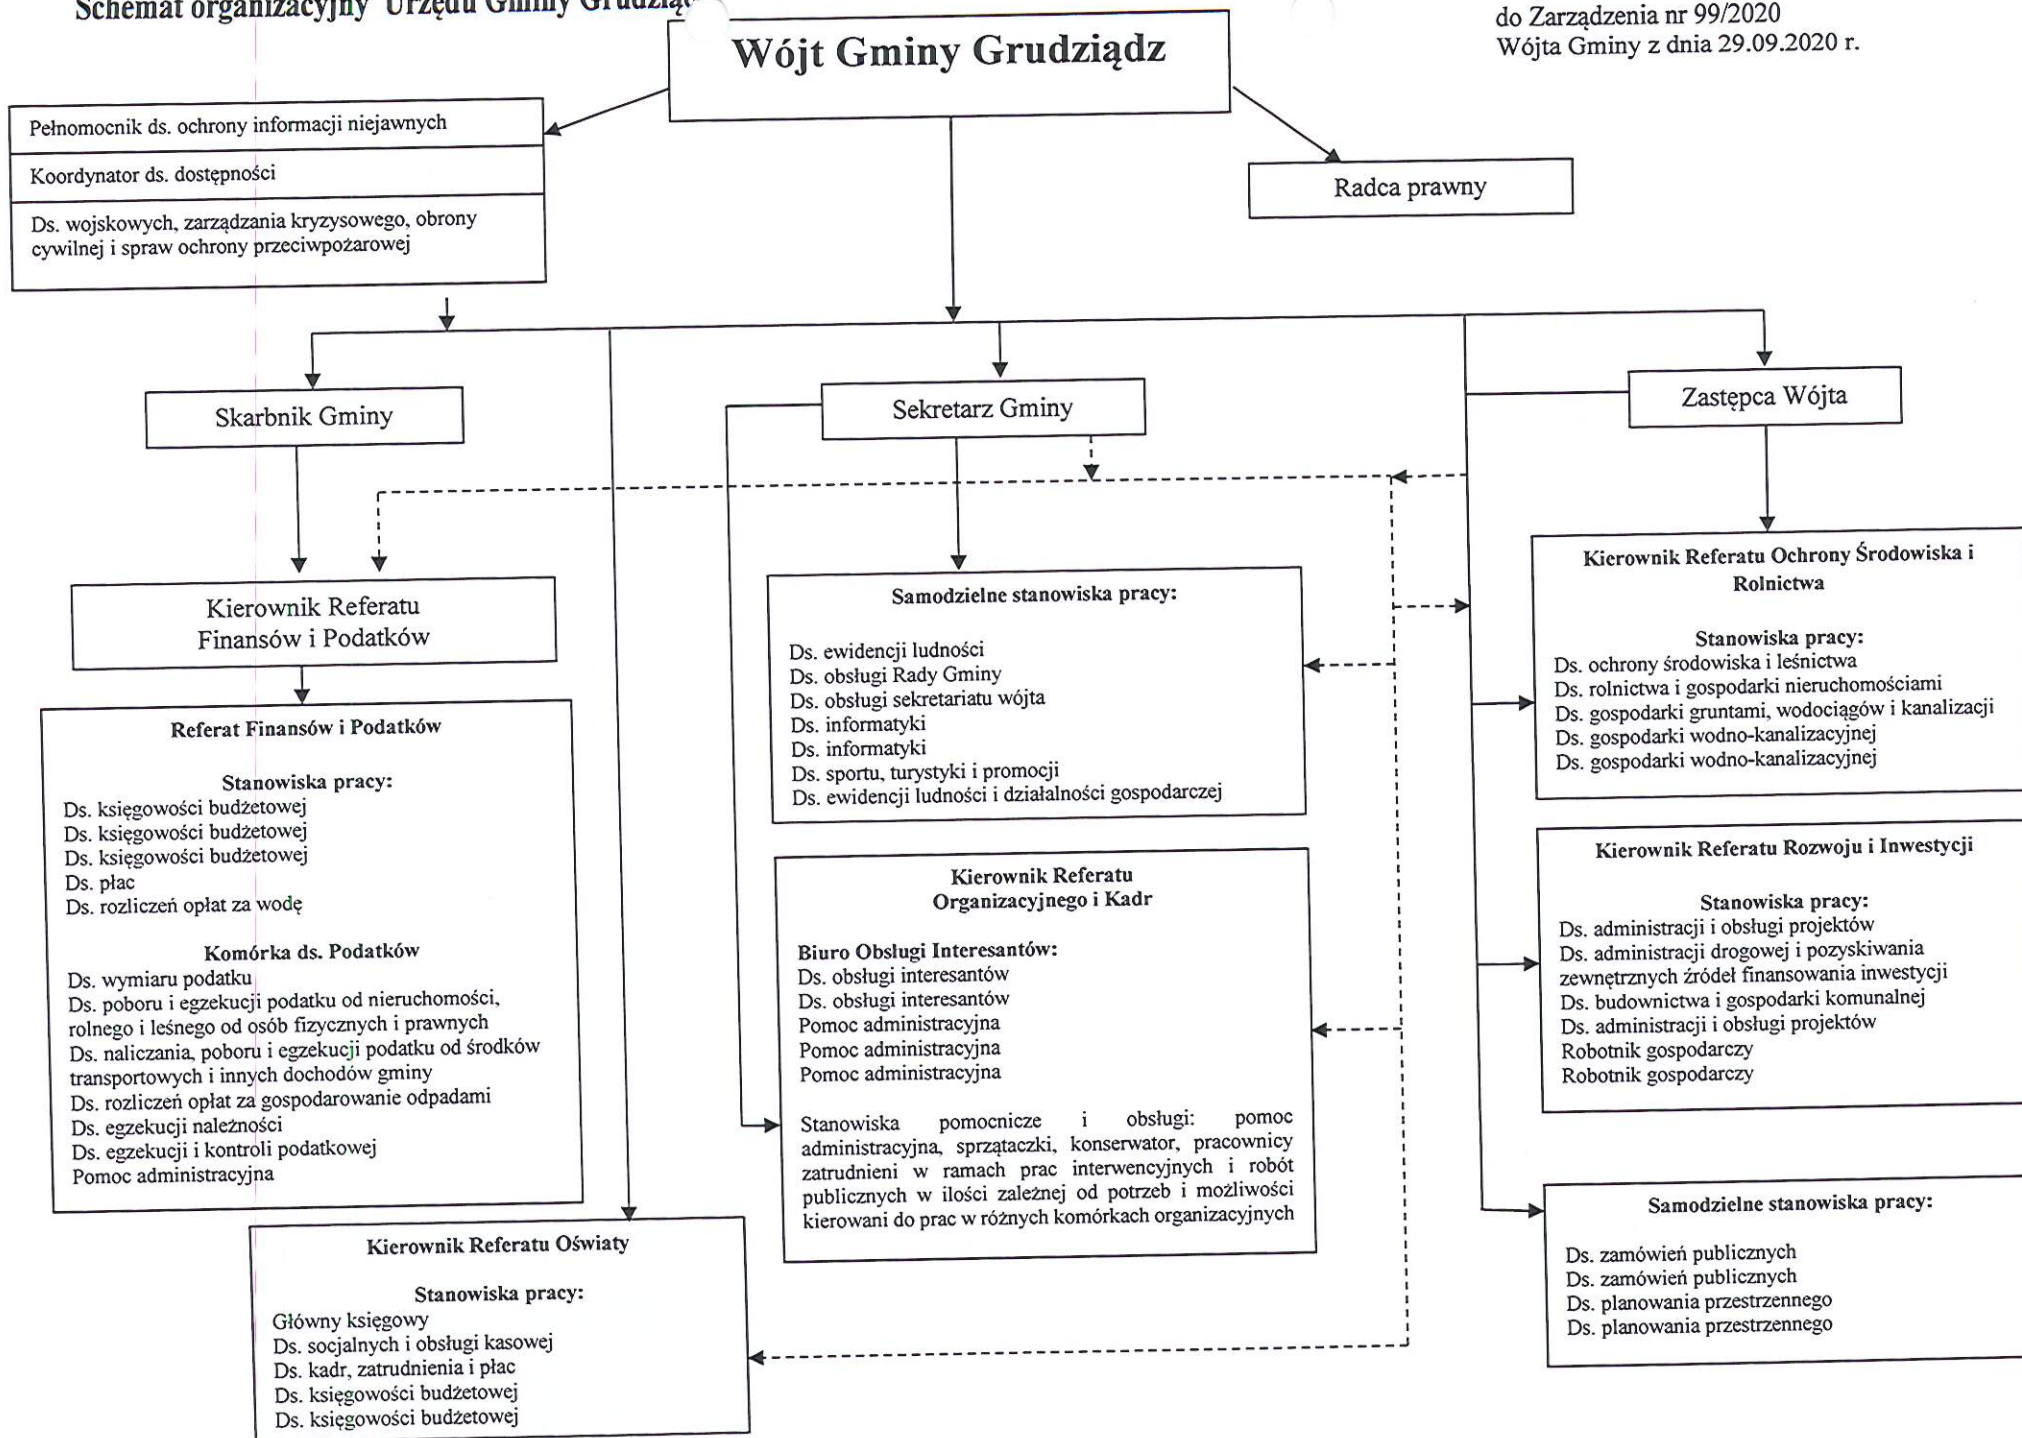 Schemat organizacyjny Urzędu Gminy
do Zarządzenia nr 99/2020
Wójta Gminy z dnia 29.09.2020 r.
Wójt Gminy Grudziądz
Pełnomocnik ds. ochrony informacji niejawnych
Koordynator ds. dostępności
Ds. wojskowych, zarządzania kryzysowego, obrony
cywilnej i spraw ochrony przeciwpożarowej
Radca prawny
Skarbnik Gminy
Sekretarz Gminy
Zastępca Wójta
Kierownik Referatu
Finansów i Podatków
Referat Finansów i Podatków
Stanowiska pracy:
Ds. księgowości budżetowej
Ds. księgowości budżetowej
Ds. księgowości budżetowej
Ds. płac
Ds. rozliczeń opłat za wodę
Komórka ds. Podatków
Ds. wymiaru podatku
Ds. poboru i egzekucji podatku od nieruchomości,
rolnego i leśnego od osób fizycznych i prawnych
Ds. naliczania, poboru i egzekucji podatku od środków
transportowych i innych dochodów gminy
Ds. rozliczeń opłat za gospodarowanie odpadami
Ds. egzekucji należności
Ds. egzekucji i kontroli podatkowej
Pomoc administracyjna
Kierownik Referatu Oświaty
Stanowiska pracy:
Główny księgowy
Ds. socjalnych i obsługi kasowej
Ds. kadr, zatrudnienia i płac
Ds. księgowości budżetowej
Ds. księgowości budżetowej
Samodzielne stanowiska pracy:
Ds. ewidencji ludności
Ds. obsługi Rady Gminy
Ds. obsługi sekretariatu wójta
Ds. informatyki
Ds. informatyki
Ds. sportu, turystyki i promocji
Ds. ewidencji ludności i działalności gospodarczej
Kierownik Referatu
Organizacyjnego i Kadr
Biuro Obsługi Interesantów:
Ds. obsługi interesantów
Ds. obsługi interesantów
Pomoc administracyjna
Pomoc administracyjna
Pomoc administracyjna
Stanowiska pomocnicze i obsługi: pomoc
administracyjna, sprzątaczki, konserwator, pracownicy
zatrudnieni w ramach prac interwencyjnych i robót
publicznych w ilości zależnej od potrzeb i możliwości
kierowani do prac w różnych komórkach organizacyjnych
Kierownik Referatu Ochrony Środowiska i
Rolnictwa
Stanowiska pracy:
Ds. ochrony środowiska i leśnictwa
Ds. rolnictwa i gospodarki nieruchomościami
Ds. gospodarki gruntami, wodociągów i kanalizacji
Ds. gospodarki wodno-kanalizacyjnej
Ds. gospodarki wodno-kanalizacyjnej
Kierownik Referatu Rozwoju i Inwestycji
Stanowiska pracy:
Ds. administracji i obsługi projektów
Ds. administracji drogowej i pozyskiwania
zewnętrznych źródeł finansowania inwestycji
Ds. budownictwa i gospodarki komunalnej
Ds. administracji i obsługi projektów
Robotnik gospodarczy
Robotnik gospodarczy
Samodzielne stanowiska pracy:
Ds. zamówień publicznych
Ds. zamówień publicznych
Ds. planowania przestrzennego
Ds. planowania przestrzennego